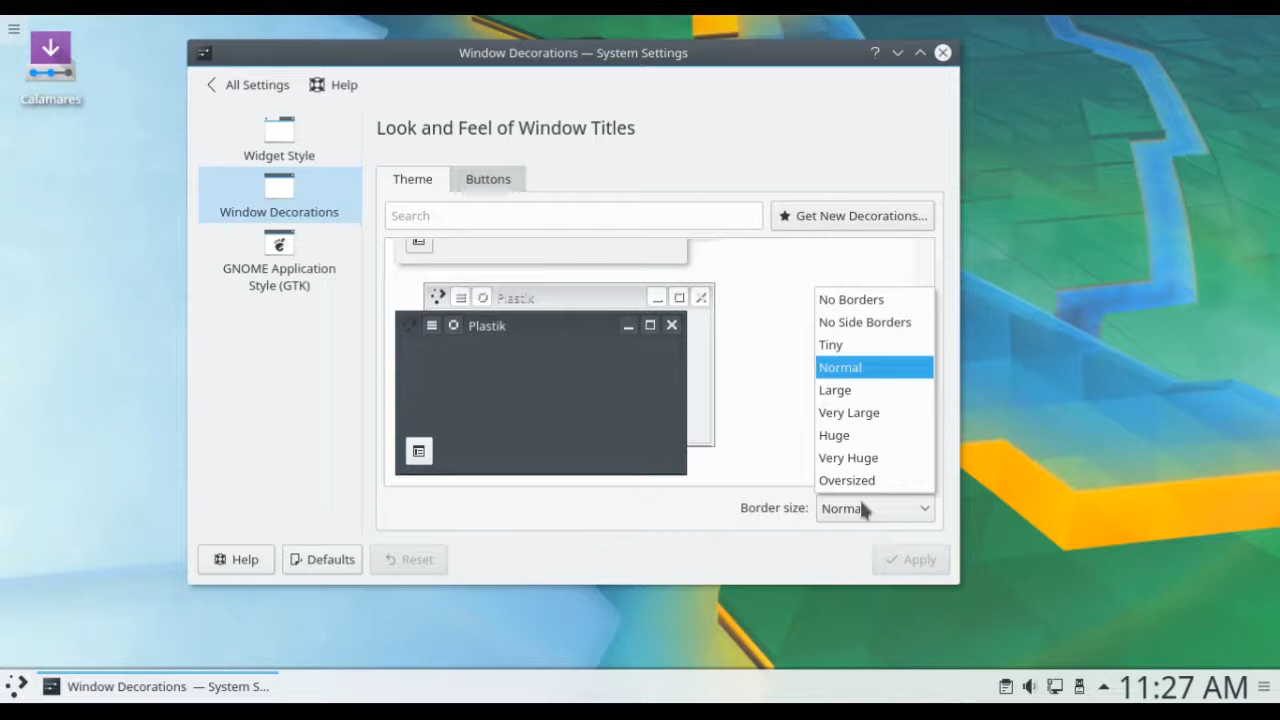 Window Decorations — System Settings
Calamares
All Settings
Help
Look and Feel of Window Titles
Widget Style
Theme
Buttons
Window Decorations
Search
Get New Decorations...
GNOME Application
Style (GTK)
Plastik
Plastik
No Borders
No Side Borders
Tiny
Normal
Large
Very Large
Huge
Very Huge
Oversized
Border size:
Normal
Help
Defaults
Reset
Apply
Window Decorations — System S...
11:27 AM